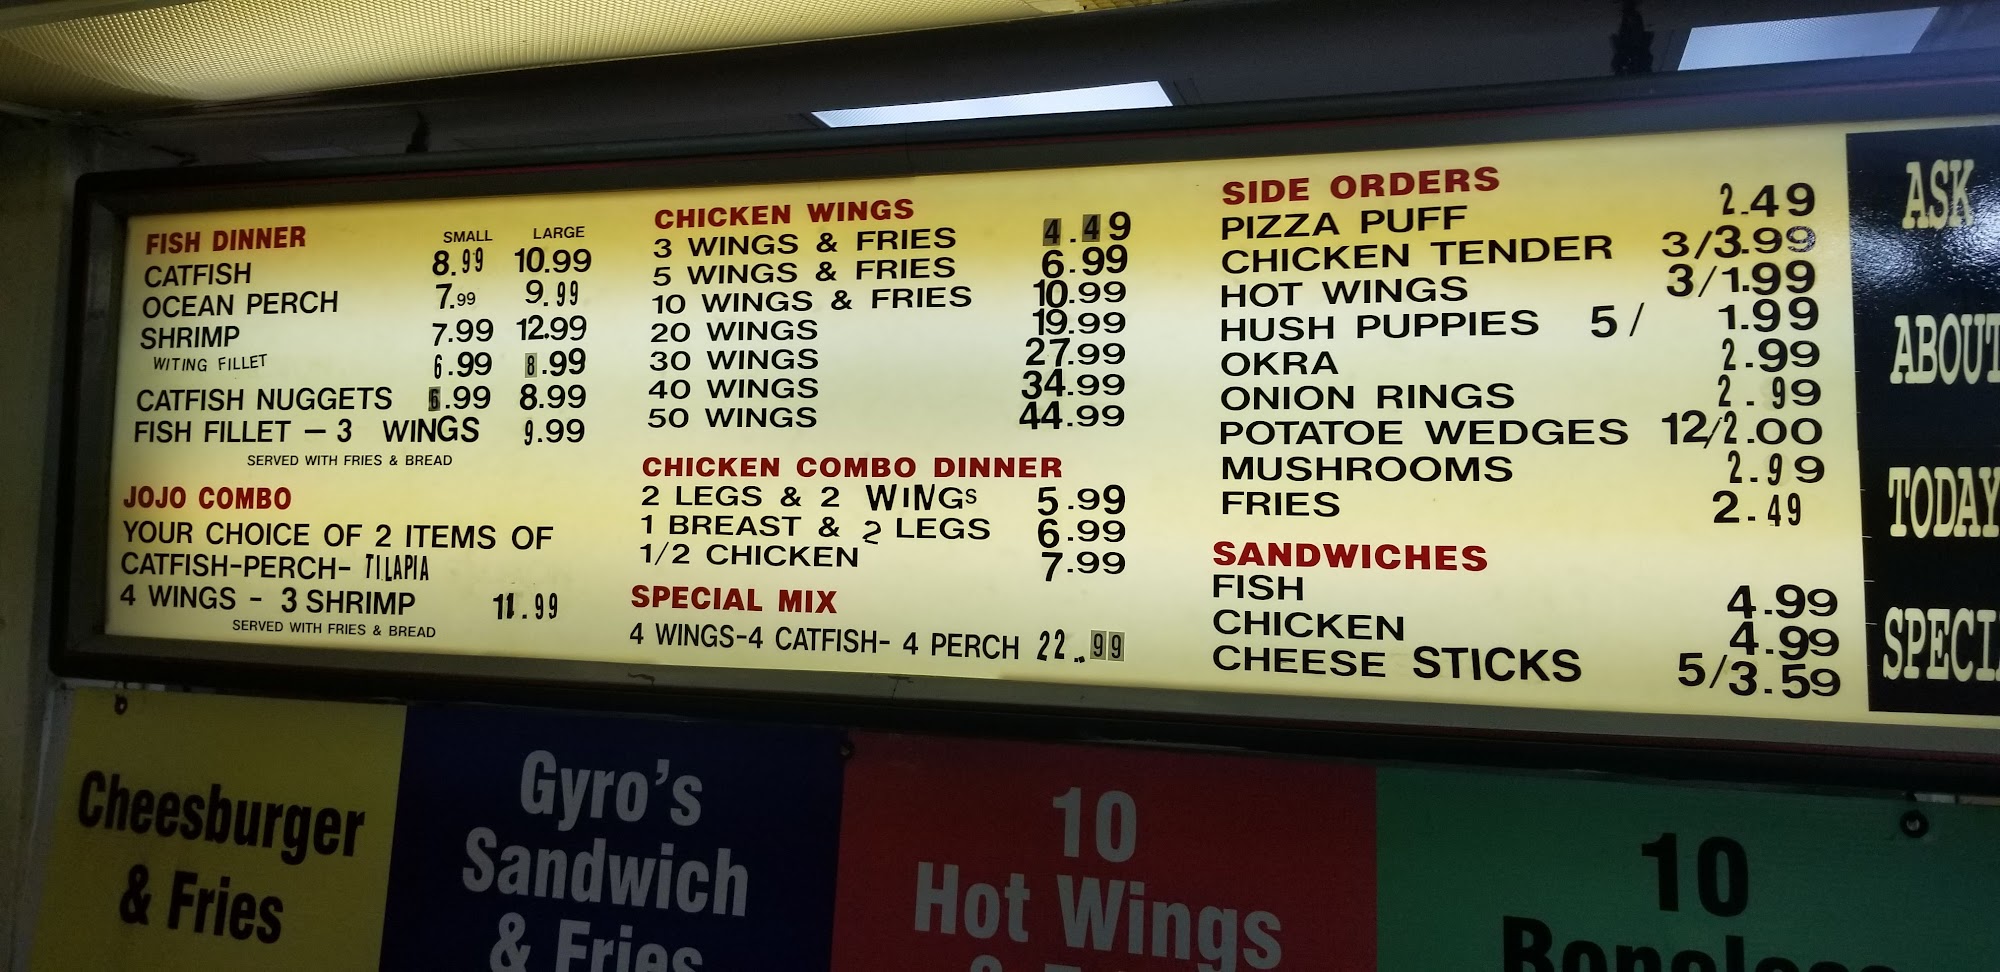 FISH DINNER SMALL LARGE
CATFISH 8.99 10.99
OCEAN PERCH 7.99 9.99
SHRIMP 7.99 12.99
WITING FILLET 6.99 8.99
CATFISH NUGGETS 6.99 8.99
FISH FILLET – 3 WINGS 9.99
SERVED WITH FRIES & BREAD
JOJO COMBO
YOUR CHOICE OF 2 ITEMS OF
CATFISH-PERCH- TILAPIA
4 WINGS - 3 SHRIMP 11.99
SERVED WITH FRIES & BREAD
CHICKEN WINGS
3 WINGS & FRIES 4.49
5 WINGS & FRIES 6.99
10 WINGS & FRIES 10.99
20 WINGS 19.99
30 WINGS 27.99
40 WINGS 34.99
50 WINGS 44.99
CHICKEN COMBO DINNER
2 LEGS & 2 WINGS 5.99
1 BREAST & 2 LEGS 6.99
1/2 CHICKEN 7.99
SPECIAL MIX
4 WINGS-4 CATFISH- 4 PERCH 22..99
SIDE ORDERS
PIZZA PUFF 2.49
CHICKEN TENDER 3/3.99
HOT WINGS 3/1.99
HUSH PUPPIES 5/ 1.99
OKRA 2.99
ONION RINGS 2.99
POTATOE WEDGES 12/2.00
MUSHROOMS 2.99
FRIES 2.49
SANDWICHES
FISH 4.99
CHICKEN 4.99
CHEESE STICKS 5/3.59
ASK
ABOUT
TODAY
SPECI
Cheesburger
& Fries
Gyro's
Sandwich
& Fries
10
Hot Wings
&
10
Boneless